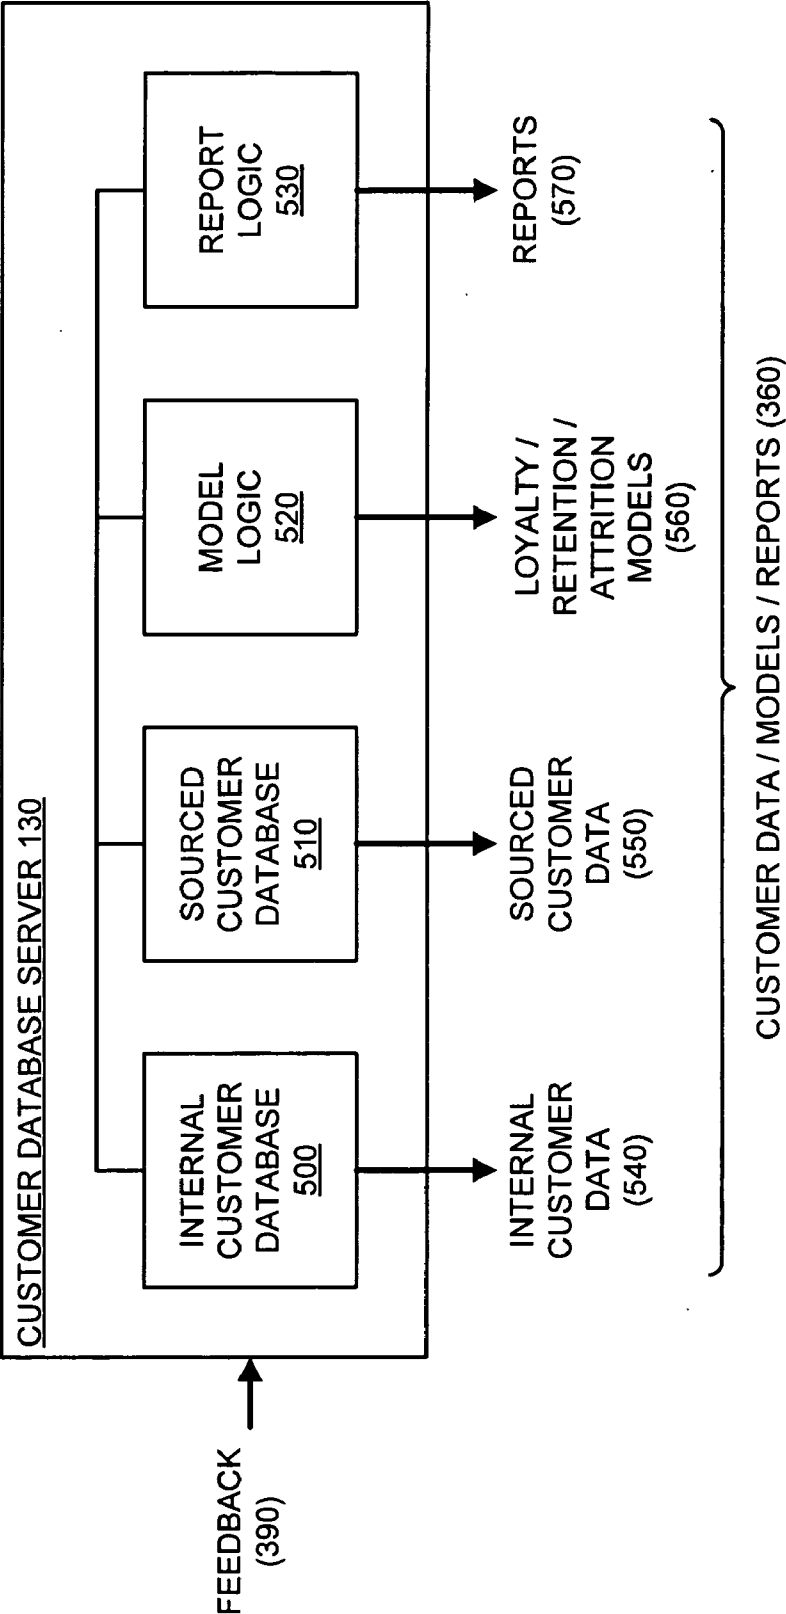 CUSTOMER DATABASE SERVER 130
INTERNAL
CUSTOMER
DATABASE
500
SOURCED
CUSTOMER
DATABASE
510
MODEL
LOGIC
520
REPORT
LOGIC
530
FEEDBACK
(390)
INTERNAL
CUSTOMER
DATA
(540)
SOURCED
CUSTOMER
DATA
(550)
LOYALTY /
RETENTION /
ATTRITION
MODELS
(560)
REPORTS
(570)
CUSTOMER DATA / MODELS / REPORTS (360)